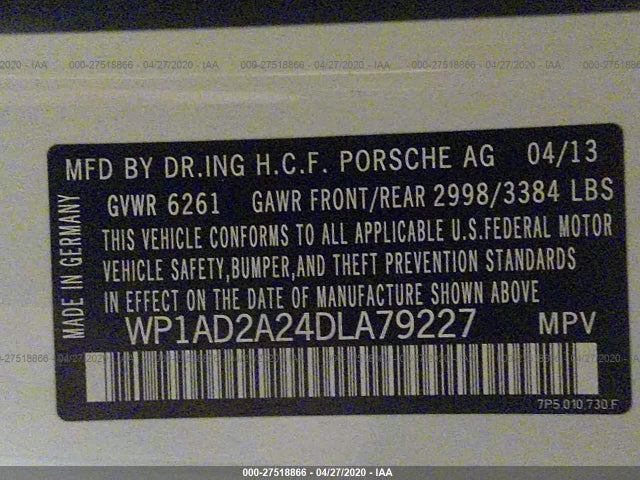 000-27518866 - 04/27/2020 - IAA
MFD BY DR.ING H.C.F. PORSCHE AG 04/13
GVWR 6261 GAWR FRONT/REAR 2998/3384 LBS
THIS VEHICLE CONFORMS TO ALL APPLICABLE U.S.FEDERAL MOTOR
VEHICLE SAFETY,BUMPER,AND THEFT PREVENTION STANDARDS
IN EFFECT ON THE DATE OF MANUFACTURE SHOWN ABOVE
MADE IN GERMANY
WP1AD2A24DLA79227 MPV
7P5.010.730.F
000-27518866 - 04/27/2020 - IAA